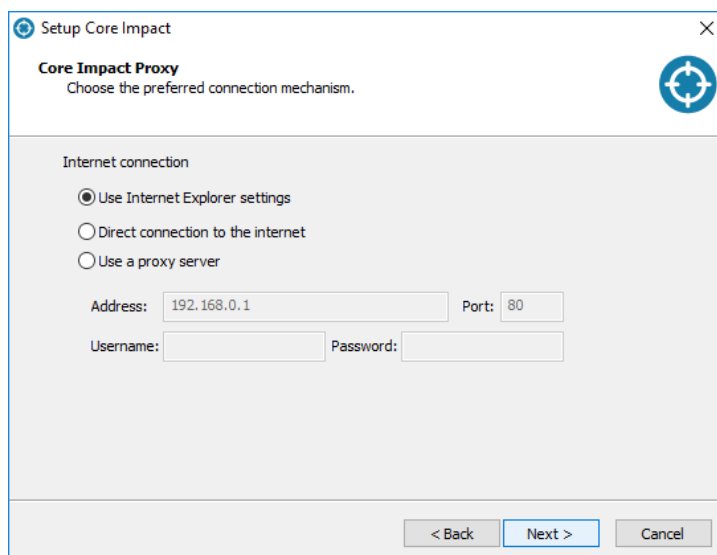 Setup Core Impact
Core Impact Proxy
Choose the preferred connection mechanism.
Internet connection
Use Internet Explorer settings
Direct connection to the internet
Use a proxy server
Address: 192.168.0.1 Port: 80
Username: Password:
< Back Next > Cancel